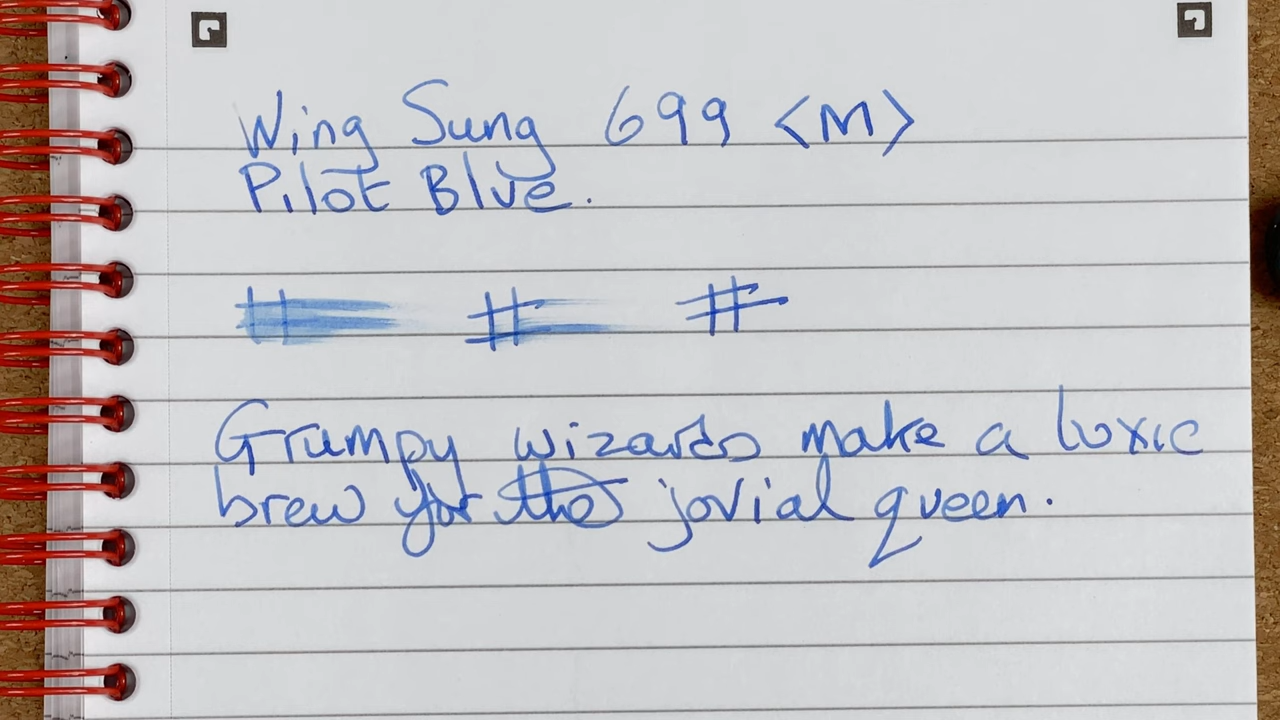 Wing Sung 699 <M>
Pilot Blue.
# # #
Grumpy wizards make a toxic
brew for the jovial queen.